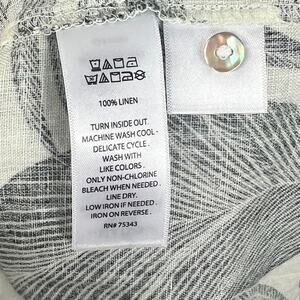 100% LINEN
TURN INSIDE OUT.
MACHINE WASH COOL -
DELICATE CYCLE .
WASH WITH
LIKE COLORS .
ONLY NON-CHLORINE
BLEACH WHEN NEEDED .
LINE DRY.
LOW IRON IF NEEDED .
IRON ON REVERSE .
RN# 75343